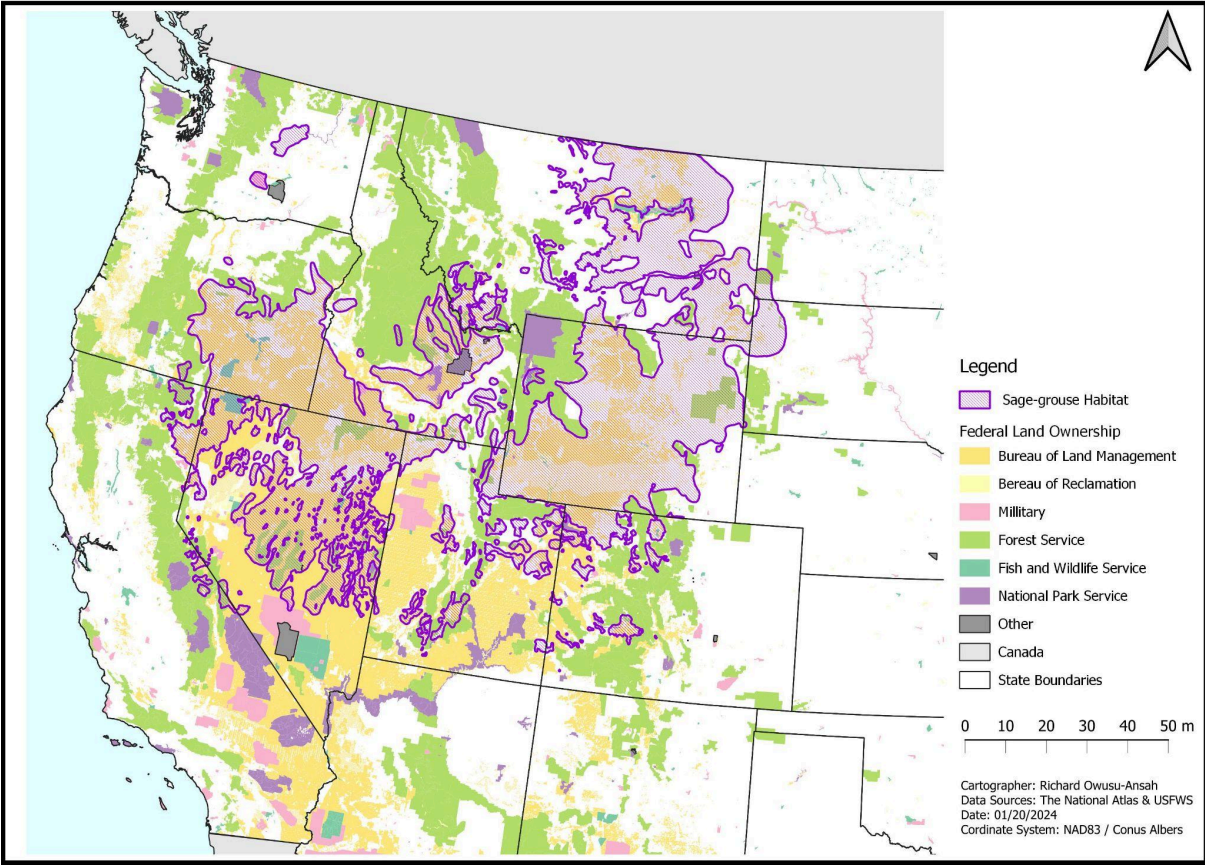 Legend
Sage-grouse Habitat
Federal Land Ownership
Bureau of Land Management
Bereau of Reclamation
Millitary
Forest Service
Fish and Wildlife Service
National Park Service
Other
Canada
State Boundaries
0 10 20 30 40 50 m
Cartographer: Richard Owusu-Ansah
Data Sources: The National Atlas & USFWS
Date: 01/20/2024
Cordinate System: NAD83 / Conus Albers